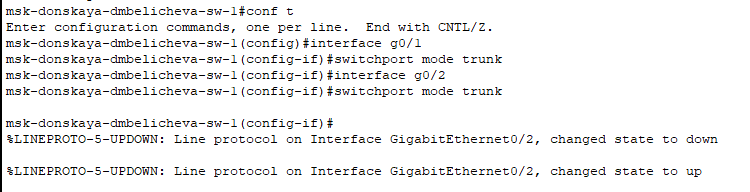 msk-donskaya-dmbelicheva-sw-1#conf t
Enter configuration commands, one per line.  End with CNTL/Z.
msk-donskaya-dmbelicheva-sw-1(config)#interface g0/1
msk-donskaya-dmbelicheva-sw-1(config-if)#switchport mode trunk
msk-donskaya-dmbelicheva-sw-1(config-if)#interface g0/2
msk-donskaya-dmbelicheva-sw-1(config-if)#switchport mode trunk
msk-donskaya-dmbelicheva-sw-1(config-if)#
%LINEPROTO-5-UPDOWN: Line protocol on Interface GigabitEthernet0/2, changed state to down
%LINEPROTO-5-UPDOWN: Line protocol on Interface GigabitEthernet0/2, changed state to up